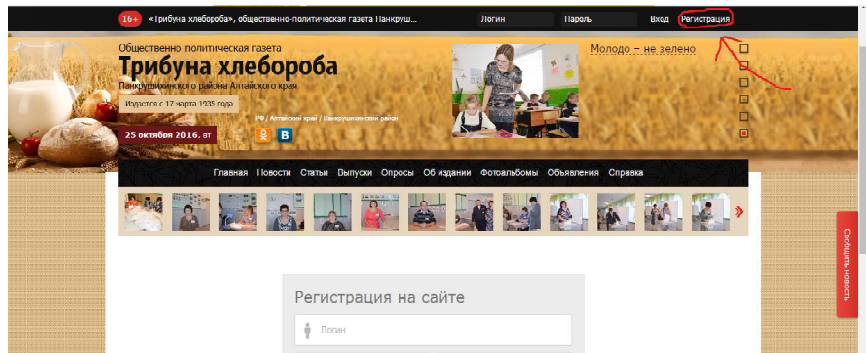 16+ «Трибуна хлебороба», общественно-политическая газета Панкруш... Логин Пароль Вход Регистрация
Общественно политическая газета
Трибуна хлебороба
Панкрушихинского района Алтайского края
Издается с 17 марта 1935 года
РФ / Алтайский край / Панкрушихинский район
25 октября 2016, вт
Молодо – не зелено
Главная Новости Статьи Выпуски Опросы Об издании Фотоальбомы Объявления Справка
Сообщить новость
Регистрация на сайте
Логин